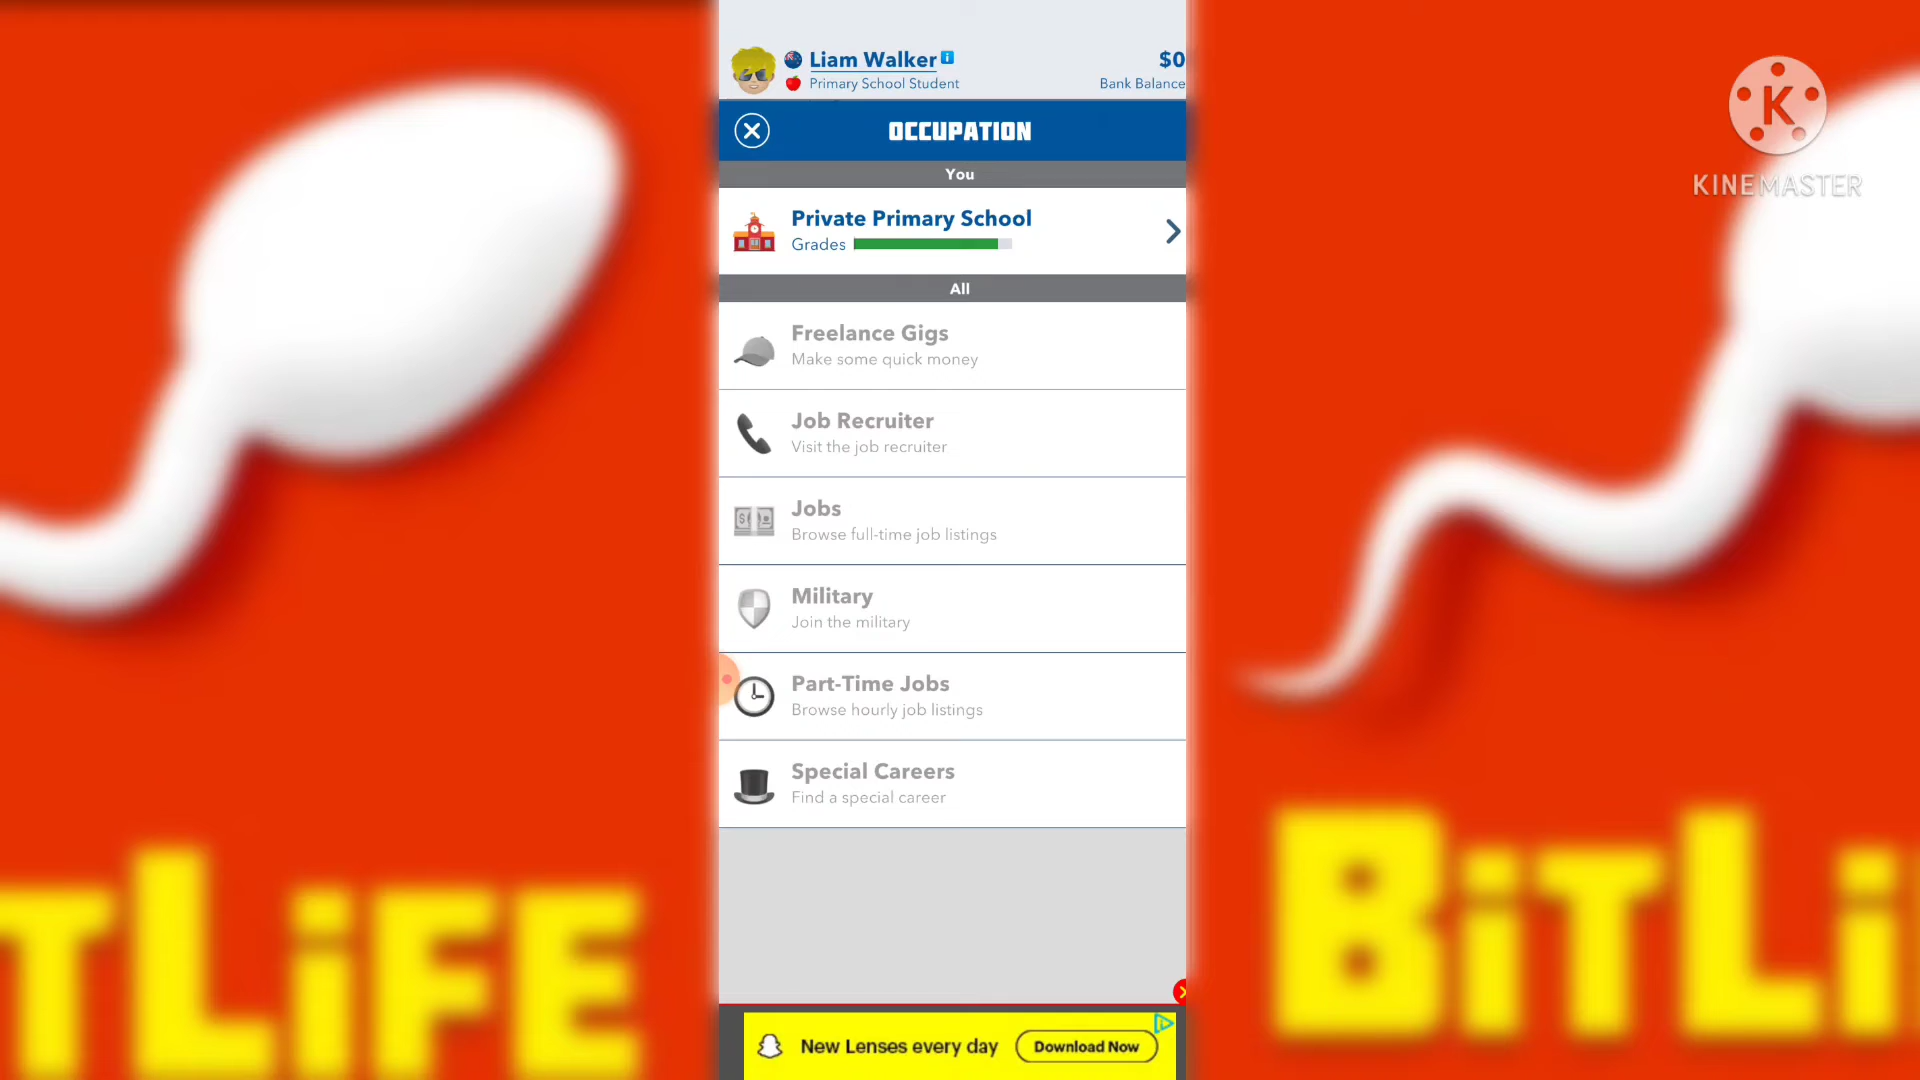 Liam Walker
$0
Primary School Student
Bank Balance
OCCUPATION
You
Private Primary School
Grades
All
Freelance Gigs
Make some quick money
Job Recruiter
Visit the job recruiter
Jobs
Browse full-time job listings
Military
Join the military
Part-Time Jobs
Browse hourly job listings
Special Careers
Find a special career
New Lenses every day
Download Now
K
KINEMASTER
TLiFE
BiTLi